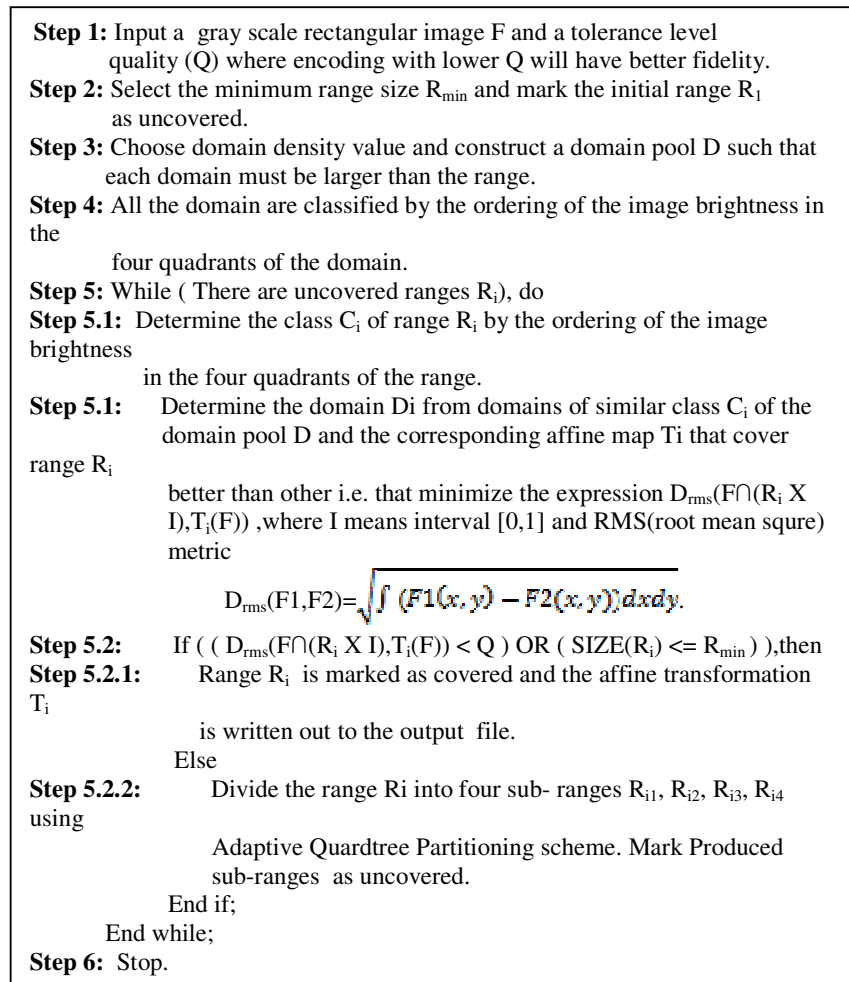 Step 1: Input a gray scale rectangular image F and a tolerance level
quality (Q) where encoding with lower Q will have better fidelity.
Step 2: Select the minimum range size Rmin and mark the initial range R1
as uncovered.
Step 3: Choose domain density value and construct a domain pool D such that
each domain must be larger than the range.
Step 4: All the domain are classified by the ordering of the image brightness in
the
four quadrants of the domain.
Step 5: While ( There are uncovered ranges Ri), do
Step 5.1: Determine the class Ci of range Ri by the ordering of the image
brightness
in the four quadrants of the range.
Step 5.1: Determine the domain Di from domains of similar class Ci of the
domain pool D and the corresponding affine map Ti that cover
range Ri
better than other i.e. that minimize the expression Drms(F∩(Ri X
I),Ti(F)) ,where I means interval [0,1] and RMS(root mean squre)
metric
Drms(F1,F2)=√∫ (F1(x,y) − F2(x,y))dxdy.
Step 5.2: If ( ( Drms(F∩(Ri X I),Ti(F)) < Q ) OR ( SIZE(Ri) <= Rmin ) ),then
Step 5.2.1: Range Ri is marked as covered and the affine transformation
Ti
is written out to the output file.
Else
Step 5.2.2: Divide the range Ri into four sub- ranges Ri1, Ri2, Ri3, Ri4
using
Adaptive Quardtree Partitioning scheme. Mark Produced
sub-ranges as uncovered.
End if;
End while;
Step 6: Stop.